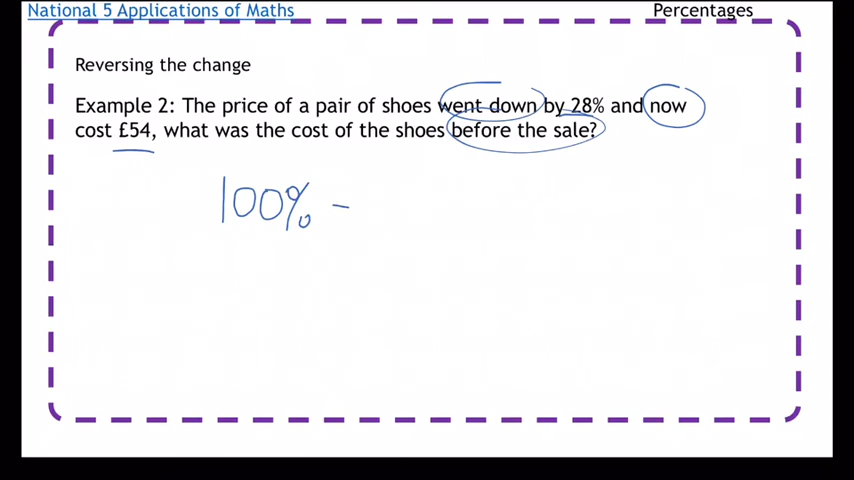 National 5 Applications of Maths
Percentages
Reversing the change
Example 2: The price of a pair of shoes went down by 28% and now
cost £54, what was the cost of the shoes before the sale?
100% -